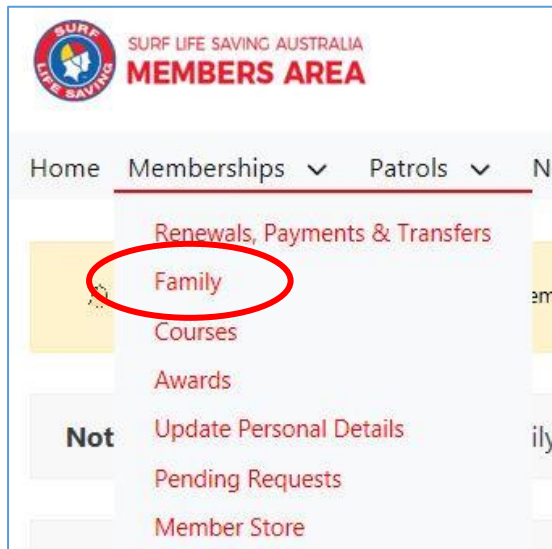 SURF
LIFE SAVING
SURF LIFE SAVING AUSTRALIA
MEMBERS AREA
Home Memberships Patrols N
Renewals, Payments & Transfers
Family
Courses
Awards
Not Update Personal Details ily
Pending Requests
Member Store